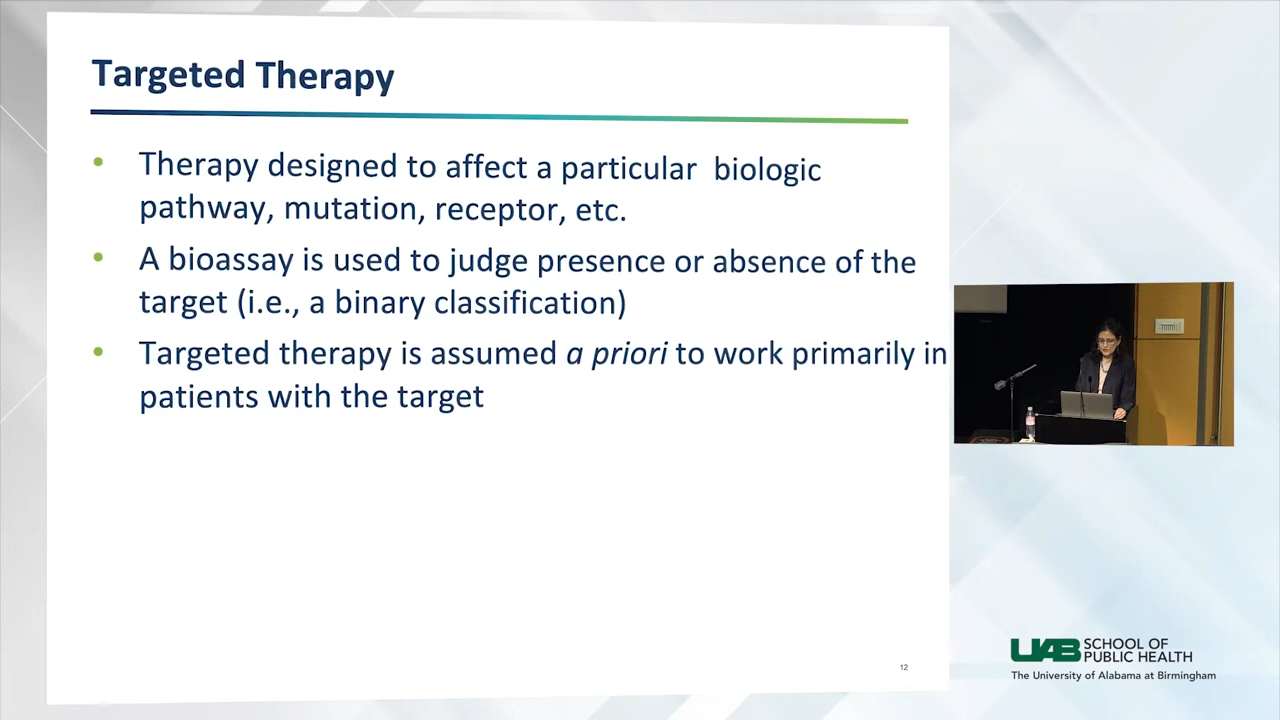 Targeted Therapy
• Therapy designed to affect a particular biologic
pathway, mutation, receptor, etc.
• A bioassay is used to judge presence or absence of the
target (i.e., a binary classification)
• Targeted therapy is assumed a priori to work primarily in
patients with the target
12
UAB SCHOOL OF
PUBLIC HEALTH
The University of Alabama at Birmingham